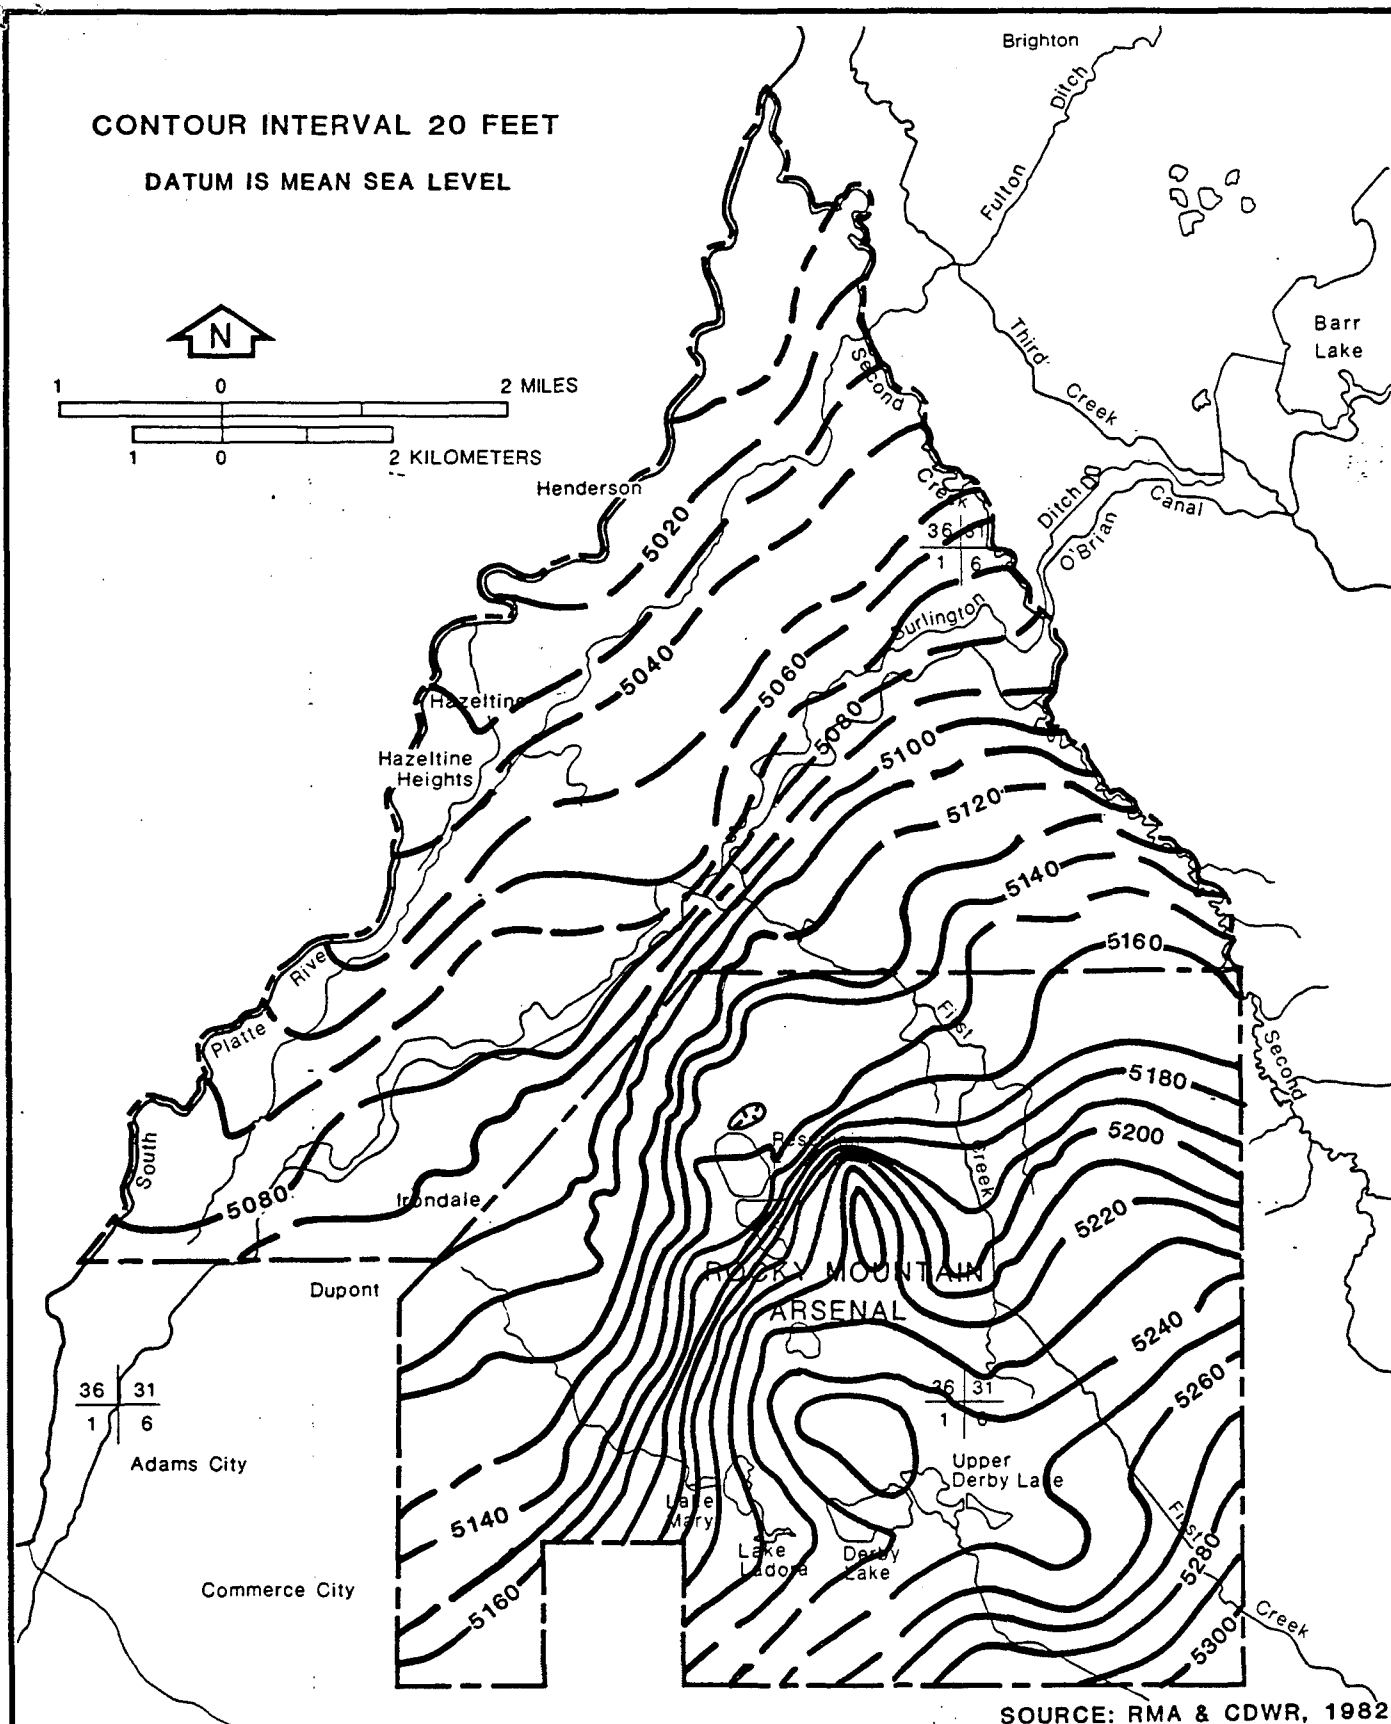 Brighton
Ditch
CONTOUR INTERVAL 20 FEET
DATUM IS MEAN SEA LEVEL
Fulton
N
Third
Barr
Lake
1 0 2 MILES
Second
Creek
1 0 2 KILOMETERS
Henderson
Creek
Ditch
Canal
5020
36 31
1 6
O'Brian
Burlington
5040
5060
Hazeltine
5080
5100
Hazeltine
Heights
5120
5140
5160
River
Platte
First
Second
5180
South
Creek
5200
5080
Irondale
5220
ROCKY MOUNTAIN
ARSENAL
Dupont
5240
5260
36 31
1 6
36 31
1 6
Adams City
Upper
Derby Lake
Lake
Mary
5140
First
Lake
Ladora
Derby
Lake
5280
Commerce City
5160
Creek
5300
SOURCE: RMA & CDWR, 1982